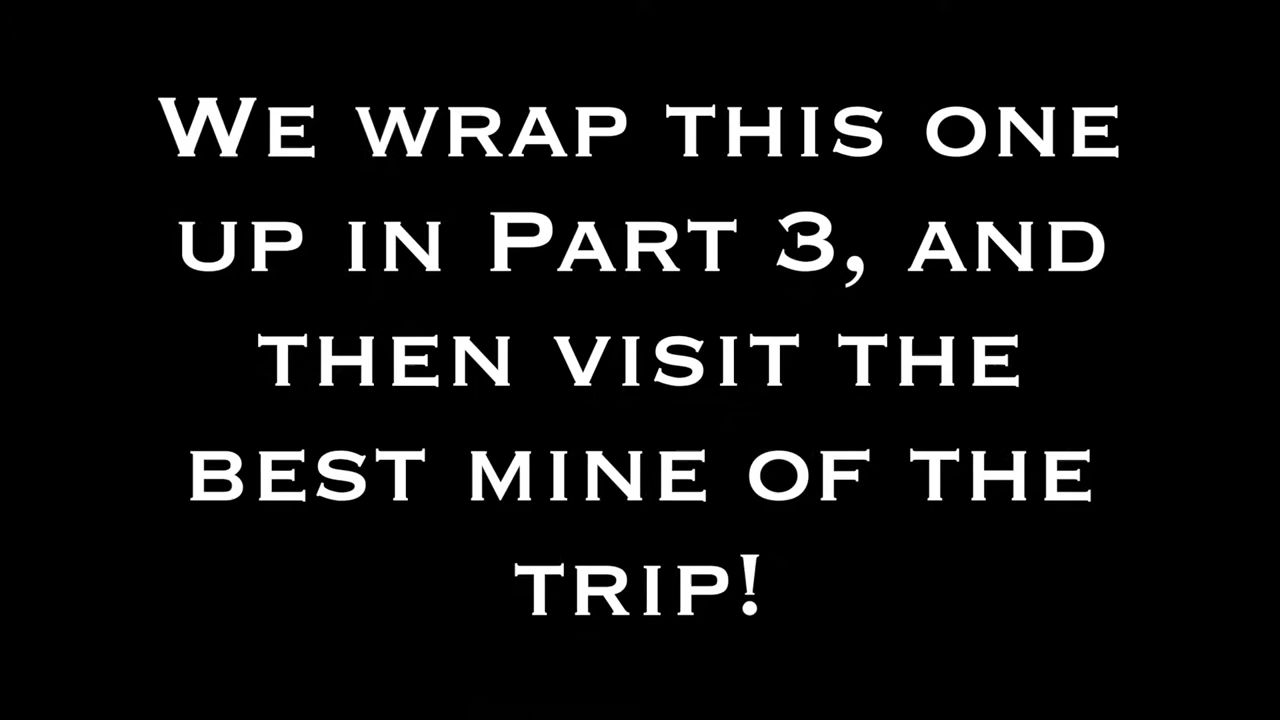 We wrap this one
up in Part 3, and
then visit the
best mine of the
trip!